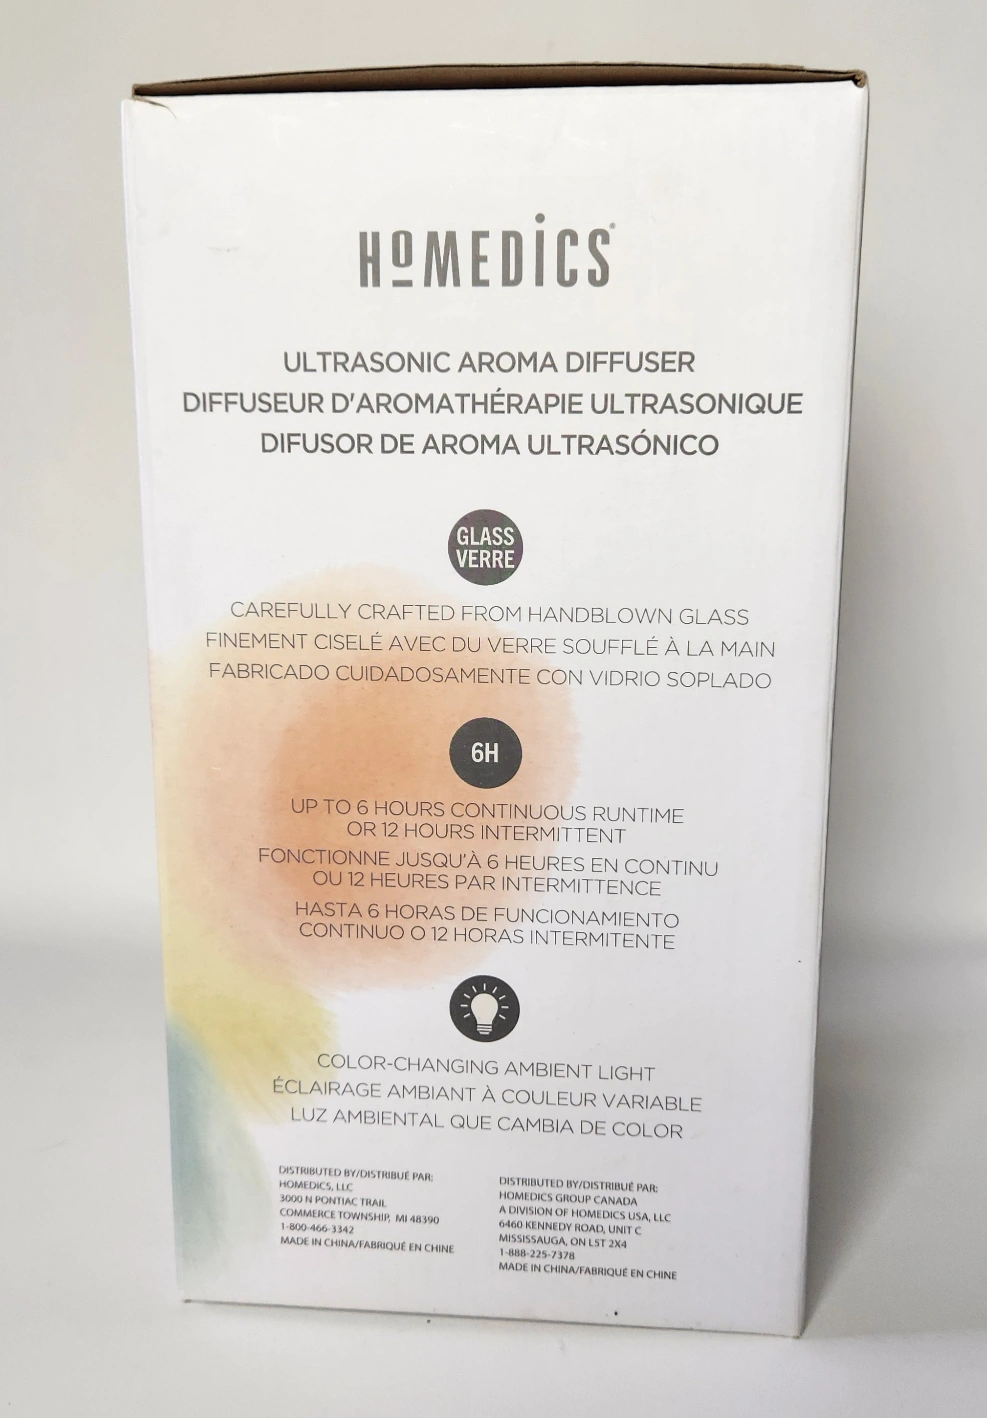 HOMEDICS®
ULTRASONIC AROMA DIFFUSER
DIFFUSEUR D'AROMATHÉRAPIE ULTRASONIQUE
DIFUSOR DE AROMA ULTRASÓNICO
GLASS
VERRE
CAREFULLY CRAFTED FROM HANDBLOWN GLASS
FINEMENT CISELÉ AVEC DU VERRE SOUFFLÉ À LA MAIN
FABRICADO CUIDADOSAMENTE CON VIDRIO SOPLADO
6H
UP TO 6 HOURS CONTINUOUS RUNTIME
OR 12 HOURS INTERMITTENT
FONCTIONNE JUSQU'À 6 HEURES EN CONTINU
OU 12 HEURES PAR INTERMITTENCE
HASTA 6 HORAS DE FUNCIONAMIENTO
CONTINUO O 12 HORAS INTERMITENTE
COLOR-CHANGING AMBIENT LIGHT
ÉCLAIRAGE AMBIANT À COULEUR VARIABLE
LUZ AMBIENTAL QUE CAMBIA DE COLOR
DISTRIBUTED BY/DISTRIBUÉ PAR:
HOMEDICS, LLC
3000 N PONTIAC TRAIL
COMMERCE TOWNSHIP, MI 48390
1-800-466-3342
MADE IN CHINA/FABRIQUÉ EN CHINE
DISTRIBUTED BY/DISTRIBUÉ PAR:
HOMEDICS GROUP CANADA
A DIVISION OF HOMEDICS USA, LLC
6460 KENNEDY ROAD, UNIT C
MISSISSAUGA, ON L5T 2X4
1-888-225-7378
MADE IN CHINA/FABRIQUÉ EN CHINE